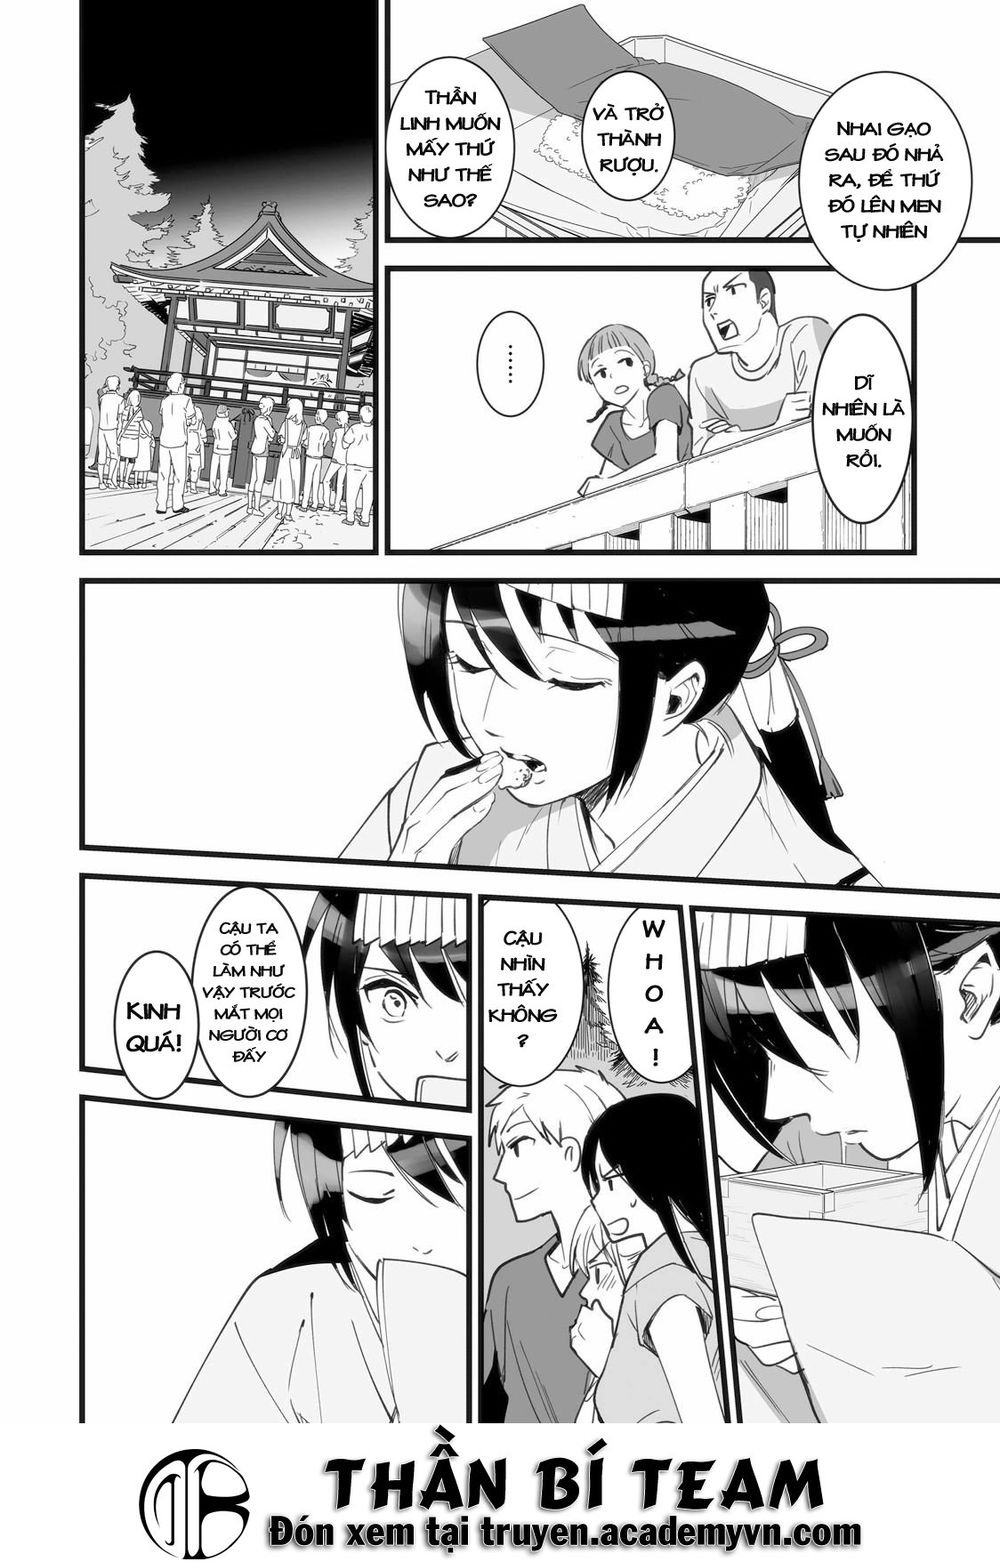 NHAI GẠO
SAU ĐÓ NHẢ
RA, ĐỂ THỨ
ĐÓ LÊN MEN
TỰ NHIÊN
VÀ TRỞ
THÀNH
RƯỢU.
THẦN
LINH MUỐN
MẤY THỨ
NHƯ THẾ
SAO?
DĨ
NHIÊN LÀ
MUỐN
RỒI.
......
WHOA!
CẬU
NHÌN
THẤY
KHÔNG
?
CẬU TA
CÓ THỂ
LÀM NHƯ
VẬY TRƯỚC
MẮT MỌI
NGƯỜI CƠ
ĐẤY
KINH
QUÁ!
THẦN BÍ TEAM
Đón xem tại truyen.academyvn.com